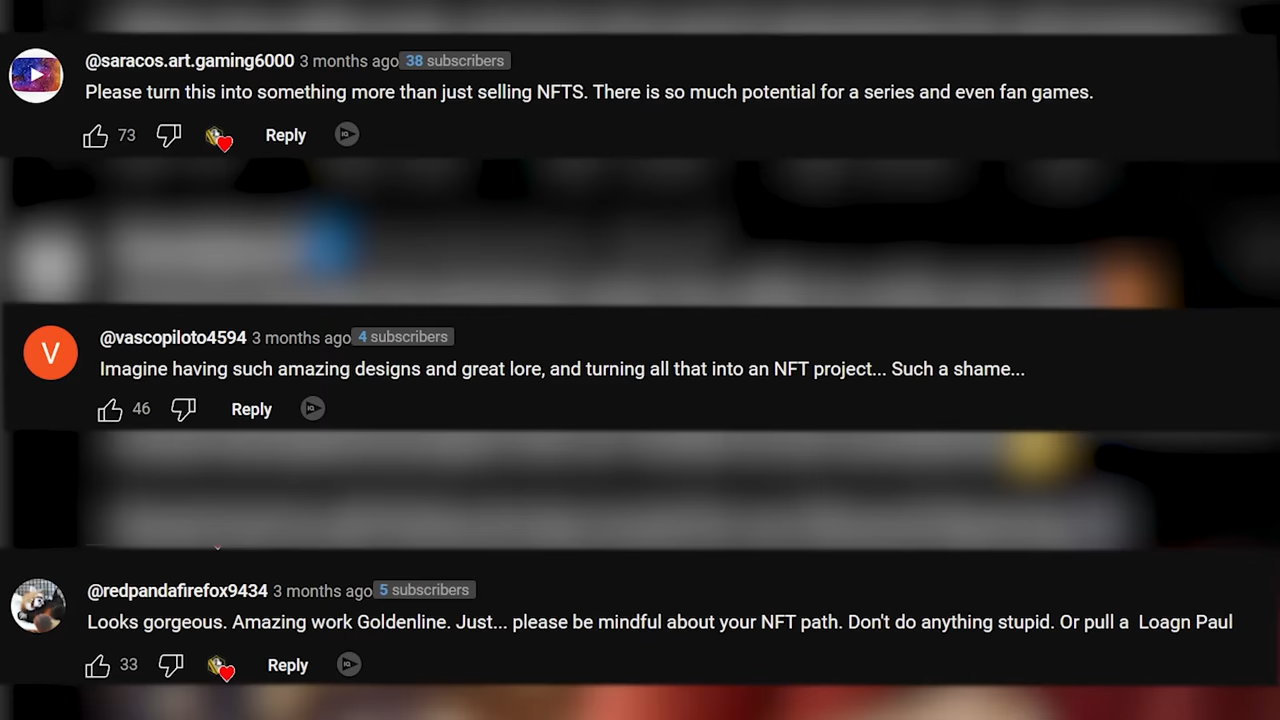 @saracos.art.gaming6000 3 months ago 38 subscribers
Please turn this into something more than just selling NFTS. There is so much potential for a series and even fan games.
73 Reply
@vascopiloto4594 3 months ago 4 subscribers
Imagine having such amazing designs and great lore, and turning all that into an NFT project... Such a shame...
46 Reply
@redpandafirefox9434 3 months ago 5 subscribers
Looks gorgeous. Amazing work Goldenline. Just... please be mindful about your NFT path. Don't do anything stupid. Or pull a Loagn Paul
33 Reply